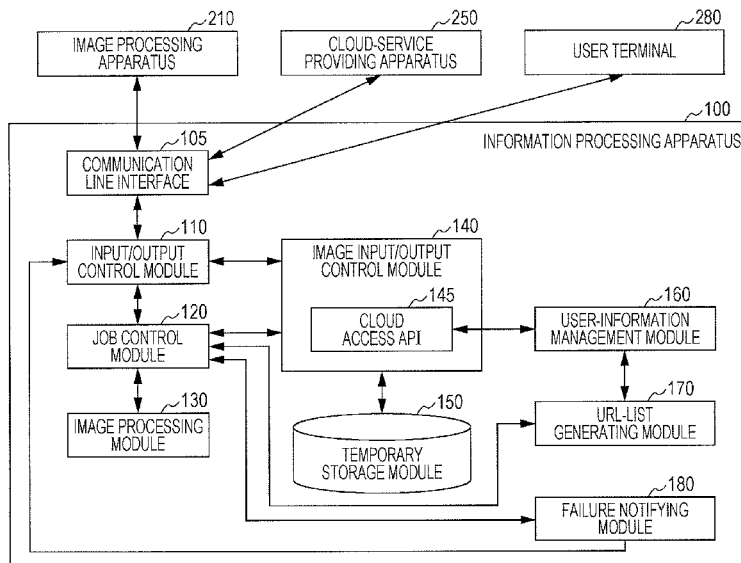 210
IMAGE PROCESSING
APPARATUS
250
CLOUD-SERVICE
PROVIDING APPARATUS
280
USER TERMINAL
100
INFORMATION PROCESSING APPARATUS
105
COMMUNICATION
LINE INTERFACE
110
INPUT/OUTPUT
CONTROL MODULE
140
IMAGE INPUT/OUTPUT
CONTROL MODULE
145
CLOUD
ACCESS API
120
JOB CONTROL
MODULE
160
USER-INFORMATION
MANAGEMENT MODULE
130
IMAGE PROCESSING
MODULE
150
TEMPORARY
STORAGE MODULE
170
URL-LIST
GENERATING MODULE
180
FAILURE NOTIFYING
MODULE